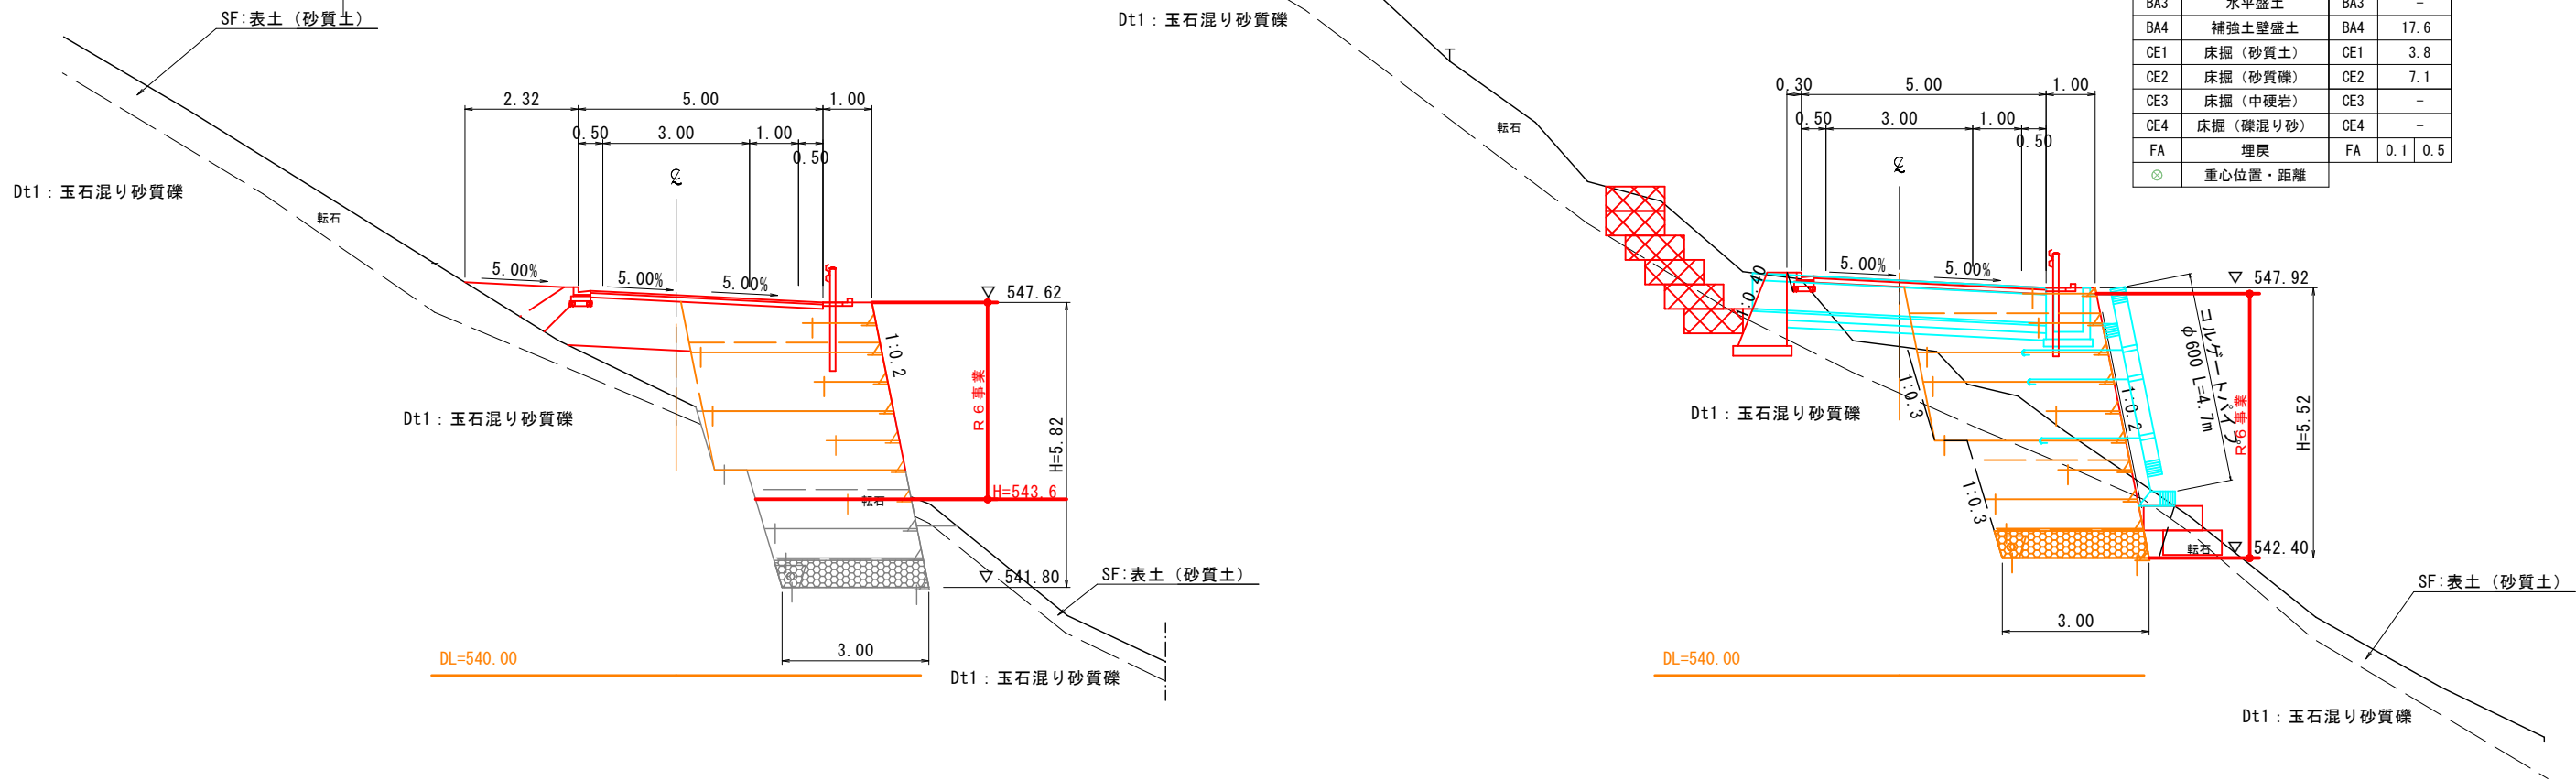 SF:表土（砂質土）
Dt1：玉石混り砂質礫
転石
2.32
5.00
1.00
0.50
3.00
1.00
0.50
℄
5.00%
5.00%
5.00%
547.62
1:0.2
R6事業
H=5.82
Dt1：玉石混り砂質礫
H=543.6
転石
541.80
SF:表土（砂質土）
3.00
DL=540.00
Dt1：玉石混り砂質礫
Dt1：玉石混り砂質礫
転石
0.30
5.00
1.00
0.50
3.00
1.00
0.50
℄
1:0.40
5.00%
5.00%
547.92
コルゲートパイプ
φ600 L=4.7m
1:0.3
1:0.2
R6事業
H=5.52
Dt1：玉石混り砂質礫
1:0.3
転石
542.40
SF:表土（砂質土）
3.00
DL=540.00
Dt1：玉石混り砂質礫
BA3 水平盛土 BA3 -
BA4 補強土壁盛土 BA4 17.6
CE1 床掘（砂質土） CE1 3.8
CE2 床掘（砂質礫） CE2 7.1
CE3 床掘（中硬岩） CE3 -
CE4 床掘（礫混り砂） CE4 -
FA 埋戻 FA 0.1 0.5
重心位置・距離